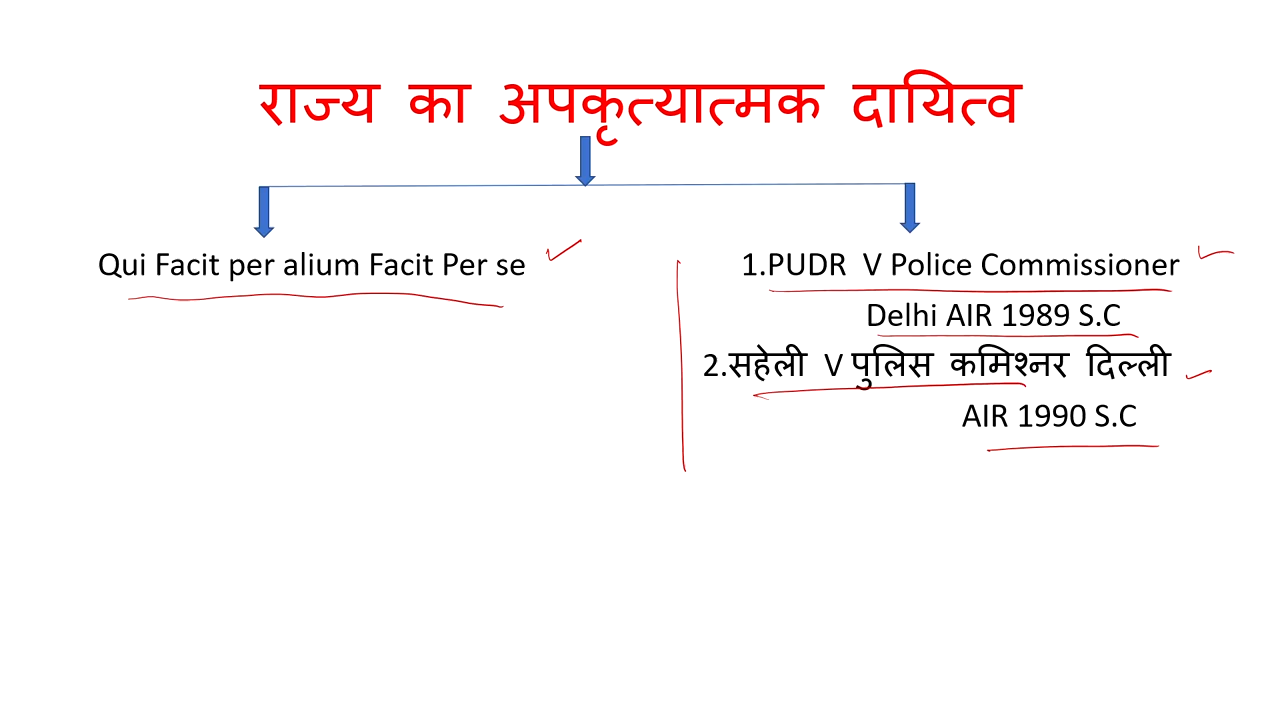 राज्य का अपकृत्यात्मक दायित्व
Qui Facit per alium Facit Per se
1.PUDR V Police Commissioner
Delhi AIR 1989 S.C
2.सहेली V पुलिस कमिश्नर दिल्ली
AIR 1990 S.C